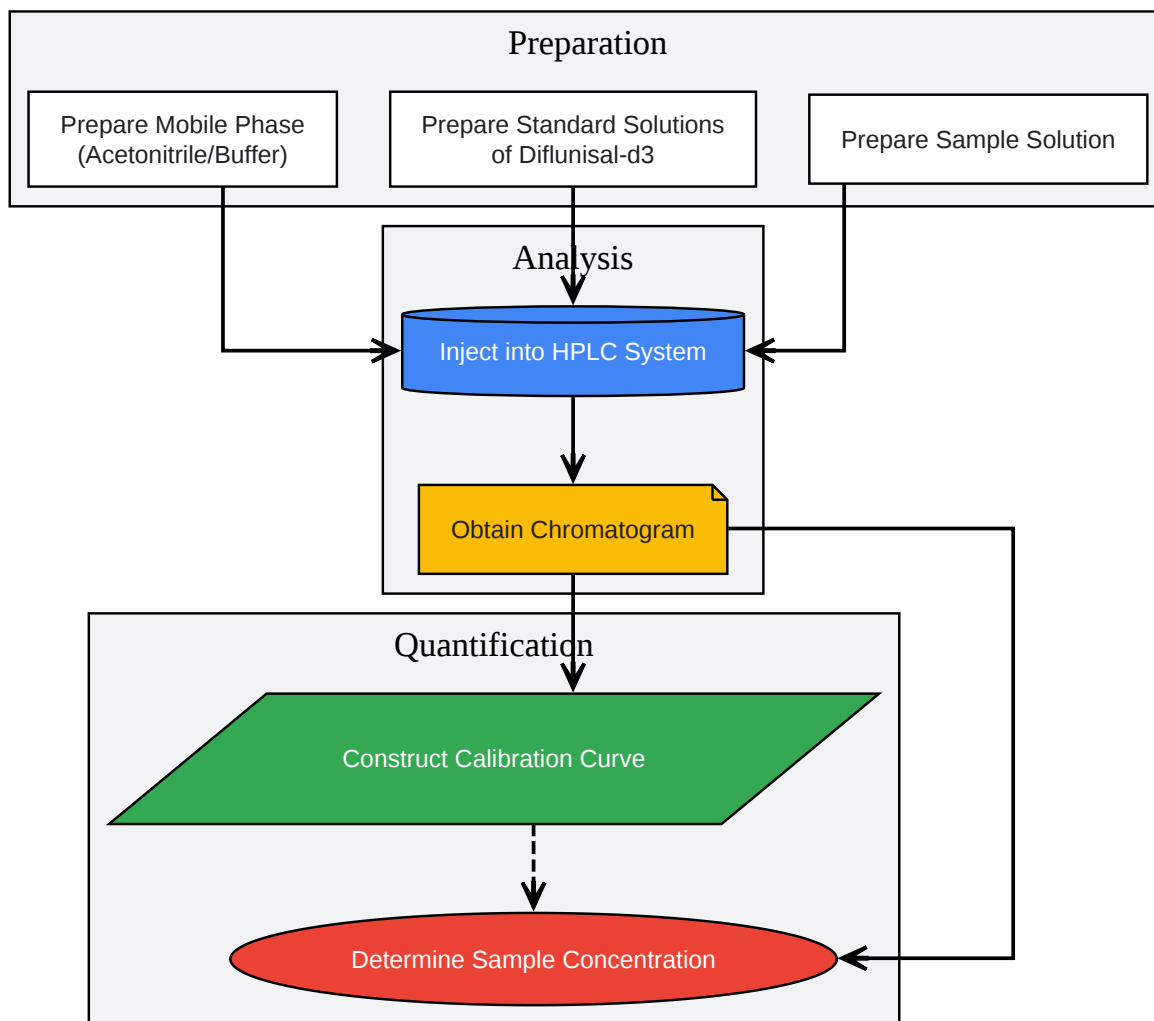 Preparation
Prepare Mobile Phase
(Acetonitrile/Buffer)
Prepare Standard Solutions
of Diflunisal-d3
Prepare Sample Solution
Analysis
Inject into HPLC System
Obtain Chromatogram
Quantification
Construct Calibration Curve
Determine Sample Concentration